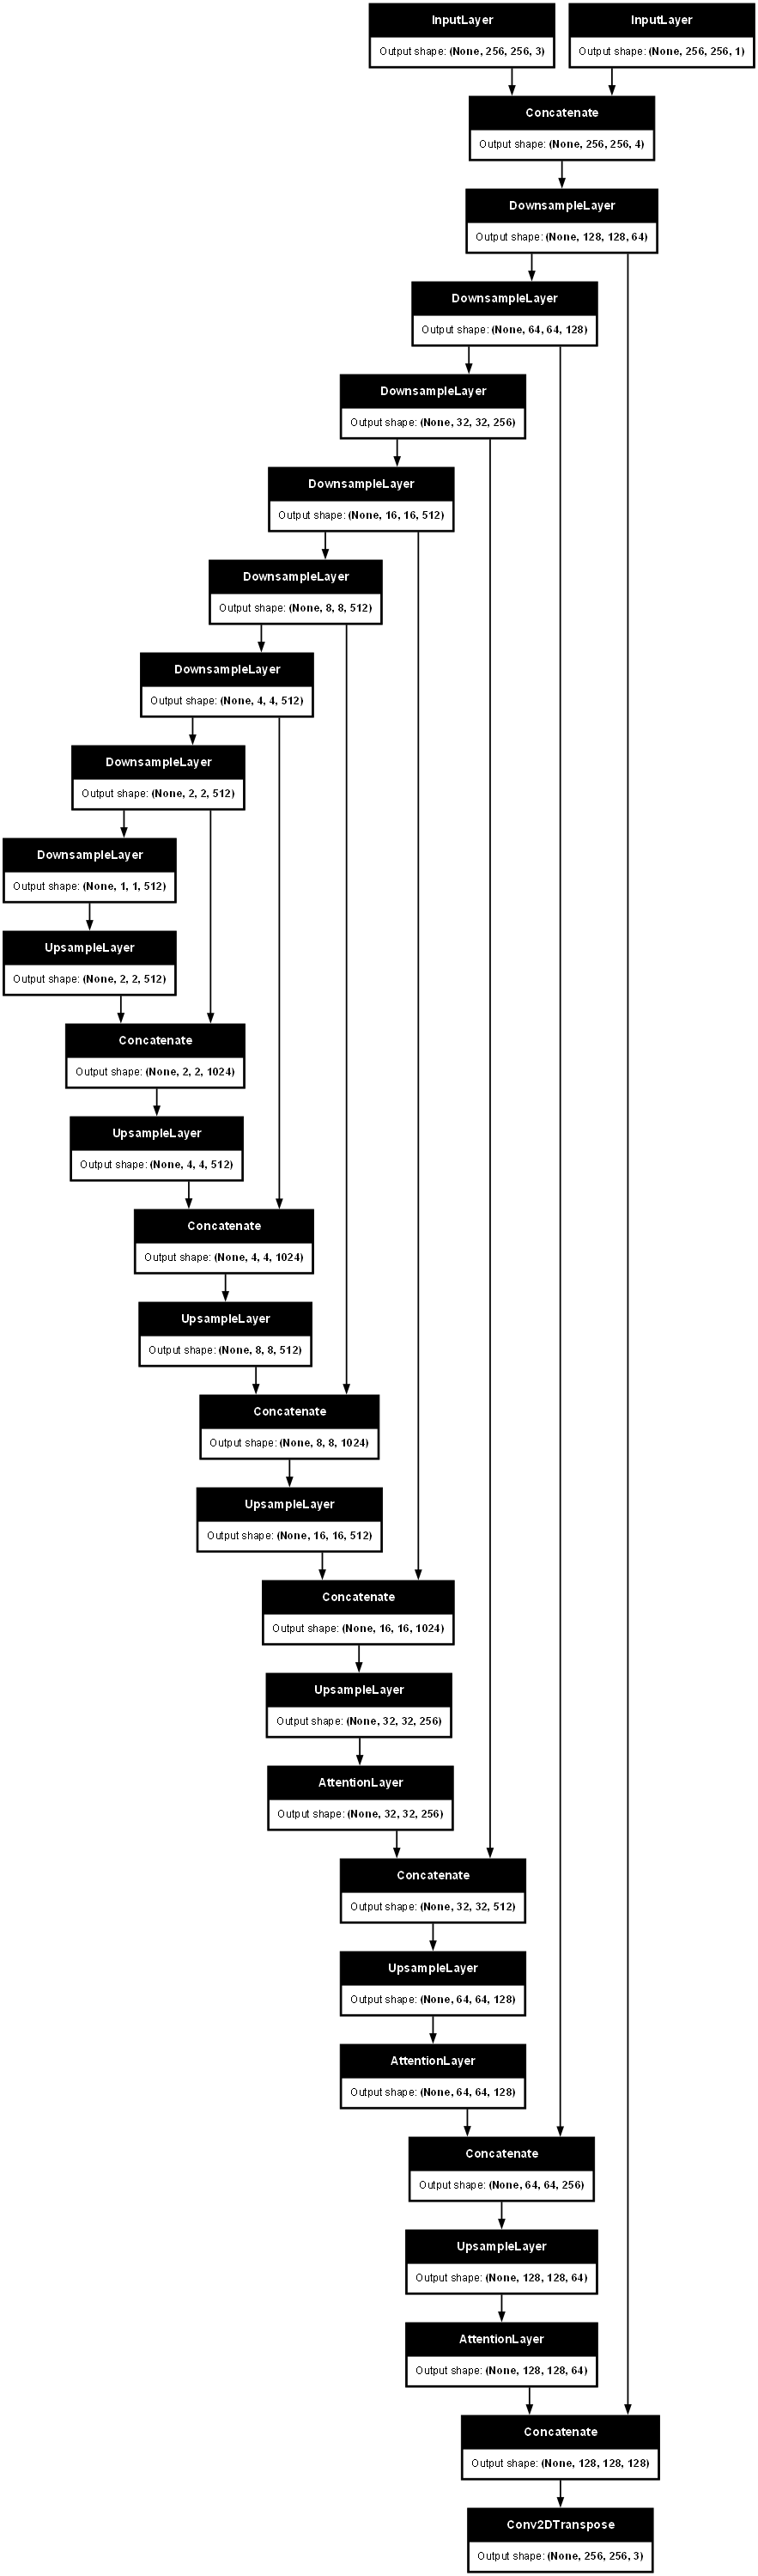 InputLayer
Output shape: (None, 256, 256, 3)
InputLayer
Output shape: (None, 256, 256, 1)
Concatenate
Output shape: (None, 256, 256, 4)
DownsampleLayer
Output shape: (None, 128, 128, 64)
DownsampleLayer
Output shape: (None, 64, 64, 128)
DownsampleLayer
Output shape: (None, 32, 32, 256)
DownsampleLayer
Output shape: (None, 16, 16, 512)
DownsampleLayer
Output shape: (None, 8, 8, 512)
DownsampleLayer
Output shape: (None, 4, 4, 512)
DownsampleLayer
Output shape: (None, 2, 2, 512)
DownsampleLayer
Output shape: (None, 1, 1, 512)
UpsampleLayer
Output shape: (None, 2, 2, 512)
Concatenate
Output shape: (None, 2, 2, 1024)
UpsampleLayer
Output shape: (None, 4, 4, 512)
Concatenate
Output shape: (None, 4, 4, 1024)
UpsampleLayer
Output shape: (None, 8, 8, 512)
Concatenate
Output shape: (None, 8, 8, 1024)
UpsampleLayer
Output shape: (None, 16, 16, 512)
Concatenate
Output shape: (None, 16, 16, 1024)
UpsampleLayer
Output shape: (None, 32, 32, 256)
AttentionLayer
Output shape: (None, 32, 32, 256)
Concatenate
Output shape: (None, 32, 32, 512)
UpsampleLayer
Output shape: (None, 64, 64, 128)
AttentionLayer
Output shape: (None, 64, 64, 128)
Concatenate
Output shape: (None, 64, 64, 256)
UpsampleLayer
Output shape: (None, 128, 128, 64)
AttentionLayer
Output shape: (None, 128, 128, 64)
Concatenate
Output shape: (None, 128, 128, 128)
Conv2DTranspose
Output shape: (None, 256, 256, 3)